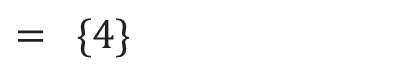 = {4}